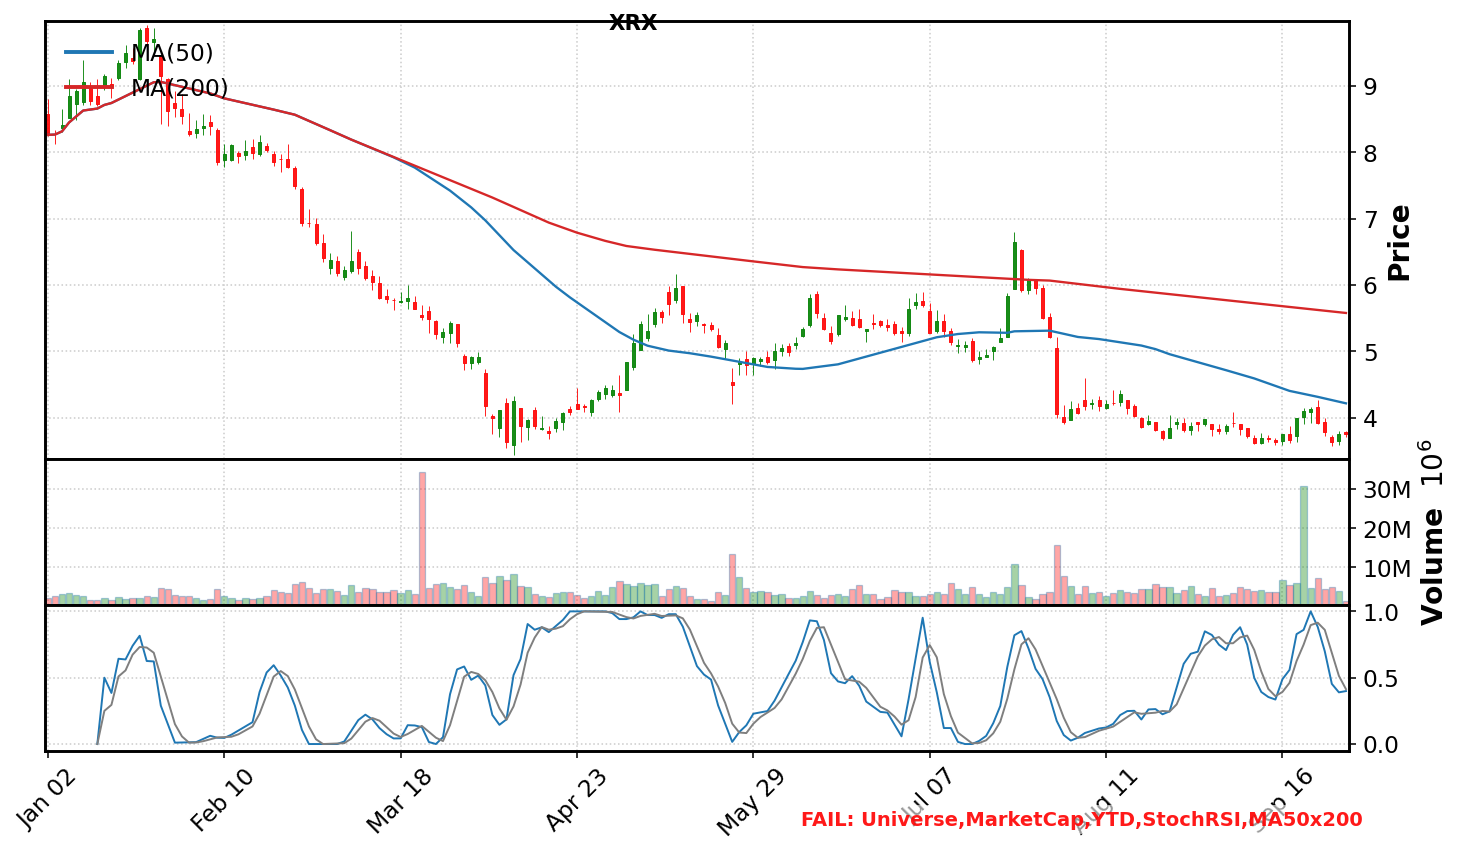 XRX
MA(50)
MA(200)
9
8
7
6
5
4
Price
30M
20M
10M
Volume 10⁶
1.0
0.5
0.0
Jan 02
Feb 10
Mar 18
Apr 23
May 29
Jul 07
Aug 11
Sep 16
FAIL: Universe,MarketCap,YTD,StochRSI,MA50x200